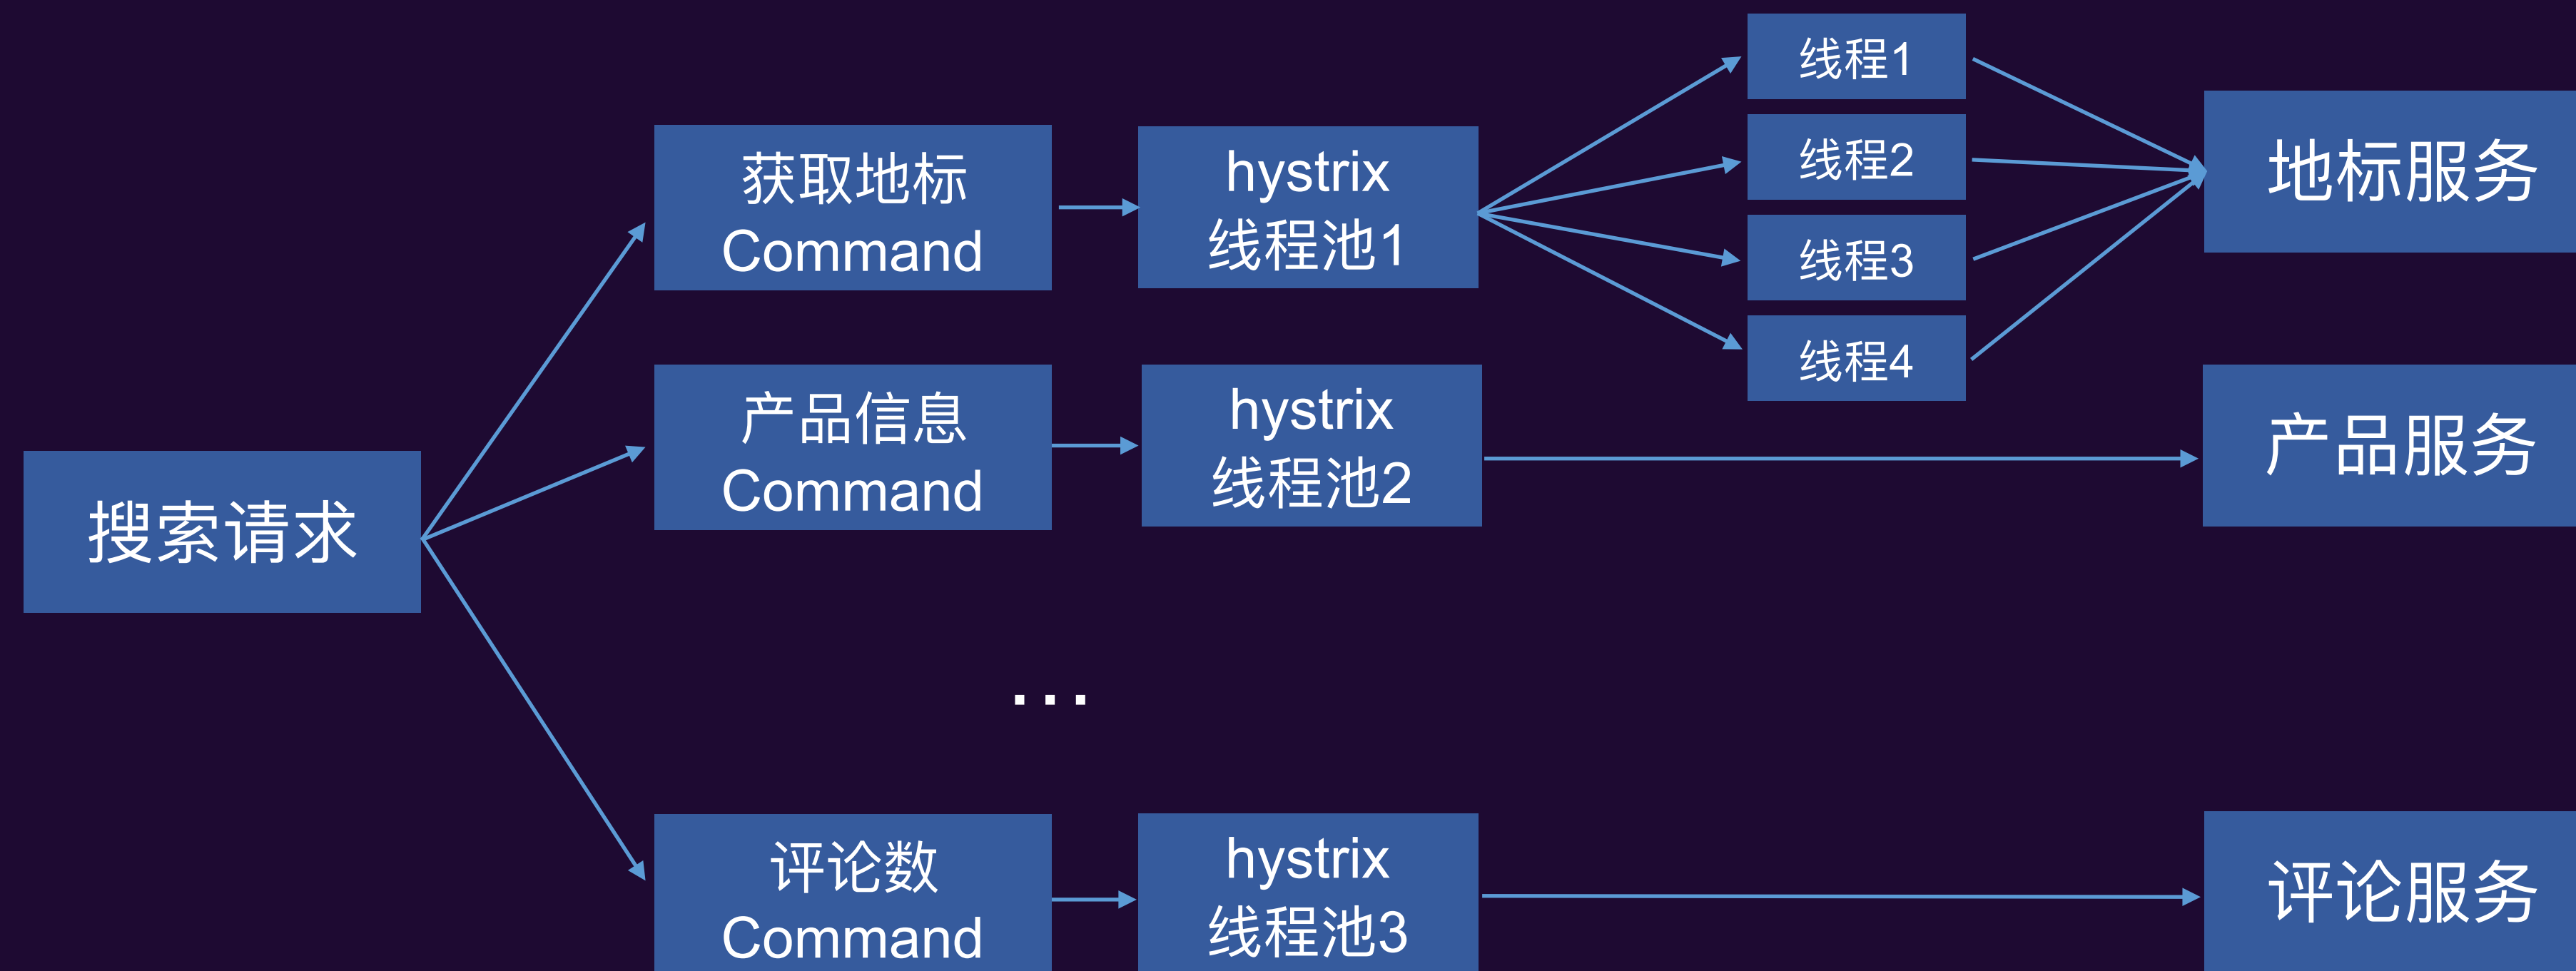 线程1
线程2
线程3
线程4
获取地标
Command
hystrix
线程池1
地标服务
产品信息
Command
hystrix
线程池2
产品服务
搜索请求
...
评论数
Command
hystrix
线程池3
评论服务